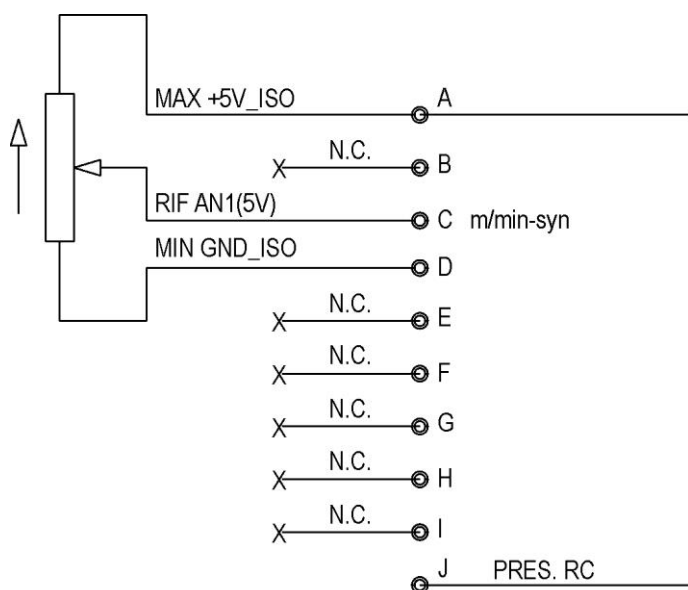 MAX +5V_ISO A
N.C. B
RIF AN1(5V) C m/min-syn
MIN GND_ISO D
N.C. E
N.C. F
N.C. G
N.C. H
N.C. I
J PRES. RC